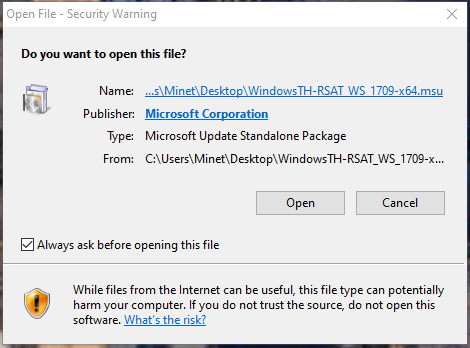 Open File - Security Warning
Do you want to open this file?
Name: ...s\Minet\Desktop\WindowsTH-RSAT_WS_1709-x64.msu
Publisher: Microsoft Corporation
Type: Microsoft Update Standalone Package
From: C:\Users\Minet\Desktop\WindowsTH-RSAT_WS_1709-x...
Open Cancel
Always ask before opening this file
While files from the Internet can be useful, this file type can potentially
harm your computer. If you do not trust the source, do not open this
software. What's the risk?